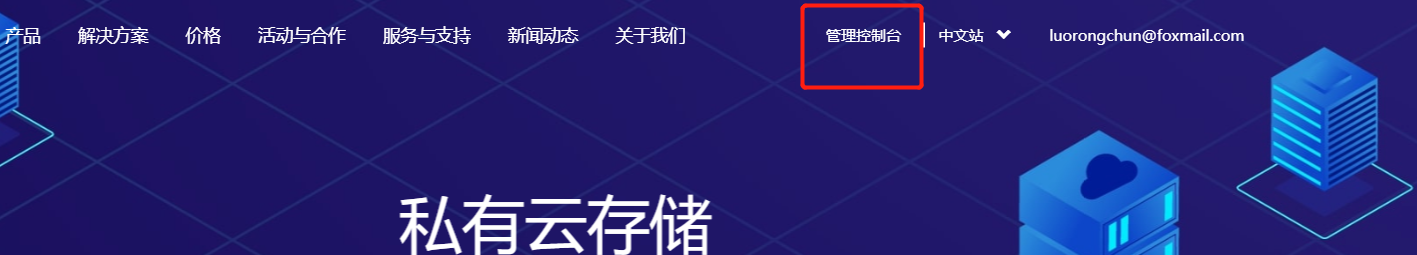 产品 解决方案 价格 活动与合作 服务与支持 新闻动态 关于我们 管理控制台 中文站 luorongchun@foxmail.com
私有云存储